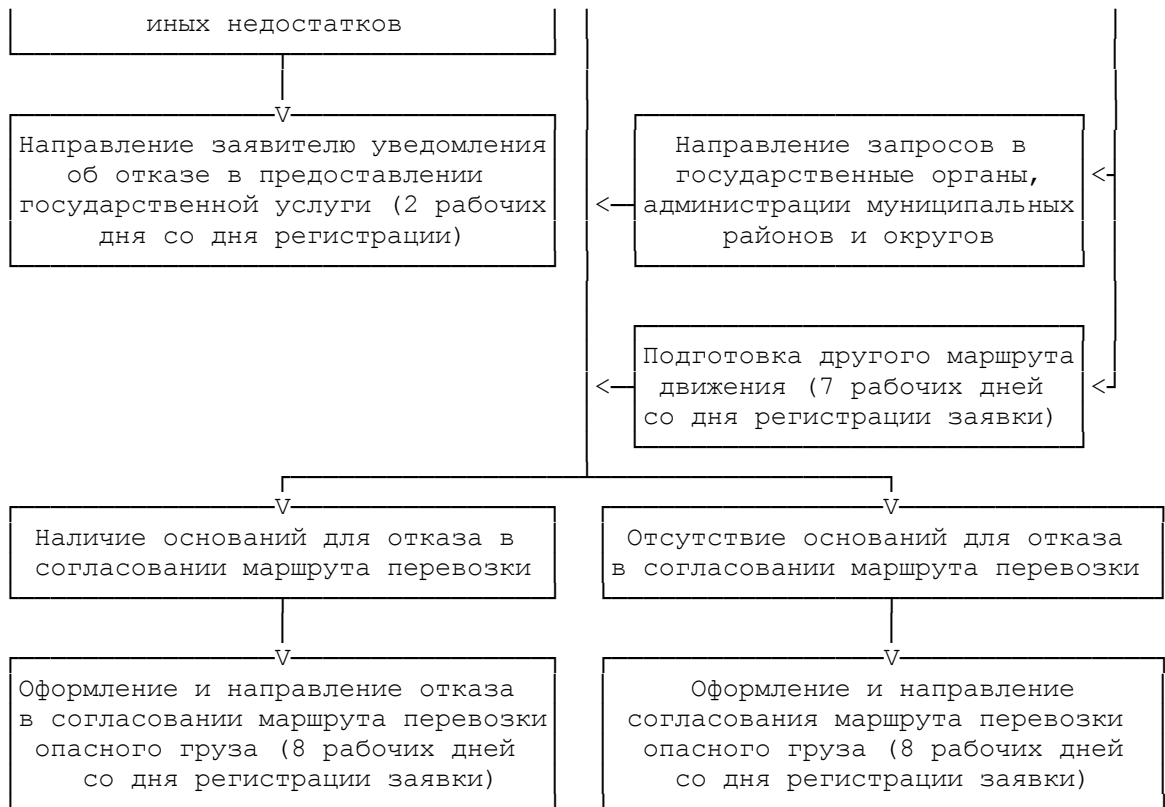 иных недостатков
Направление заявителю уведомления
об отказе в предоставлении
государственной услуги (2 рабочих
дня со дня регистрации)
Направление запросов в
государственные органы,
администрации муниципальных
районов и округов
Подготовка другого маршрута
движения (7 рабочих дней
со дня регистрации заявки)
Наличие оснований для отказа в
согласовании маршрута перевозки
Отсутствие оснований для отказа
в согласовании маршрута перевозки
Оформление и направление отказа
в согласовании маршрута перевозки
опасного груза (8 рабочих дней
со дня регистрации заявки)
Оформление и направление
согласования маршрута перевозки
опасного груза (8 рабочих дней
со дня регистрации заявки)